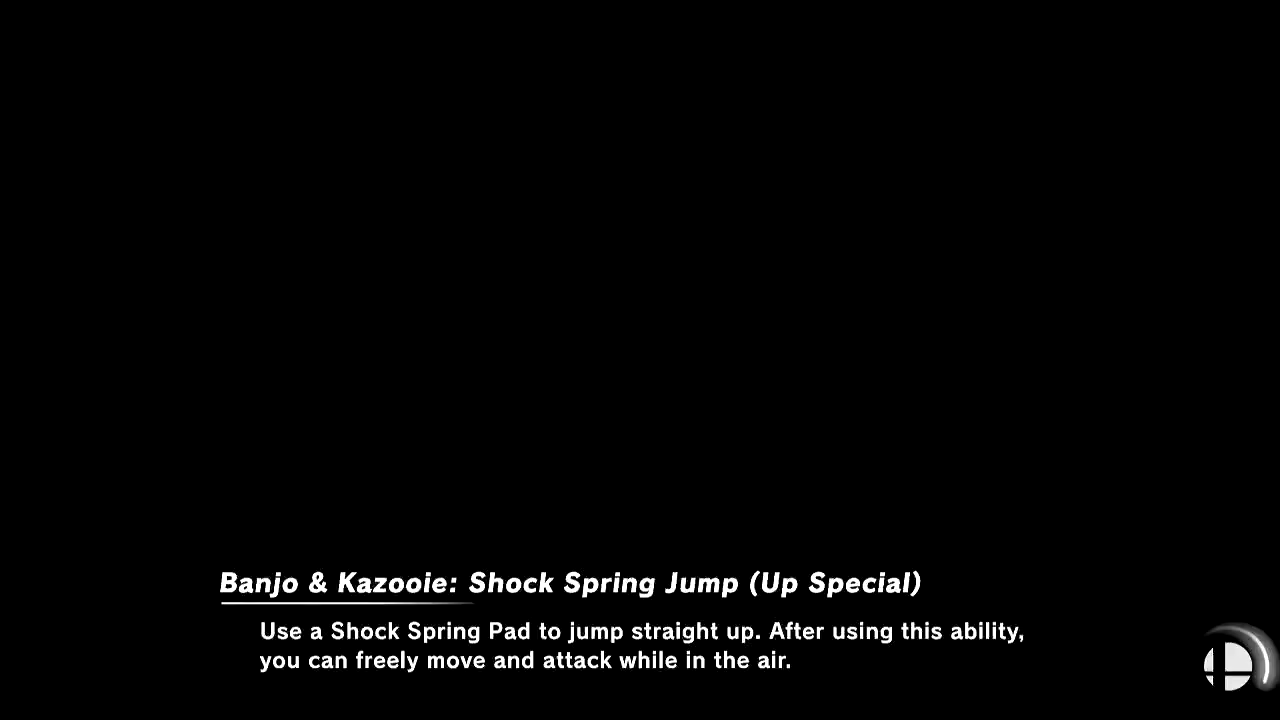 Banjo & Kazooie: Shock Spring Jump (Up Special)
Use a Shock Spring Pad to jump straight up. After using this ability,
you can freely move and attack while in the air.